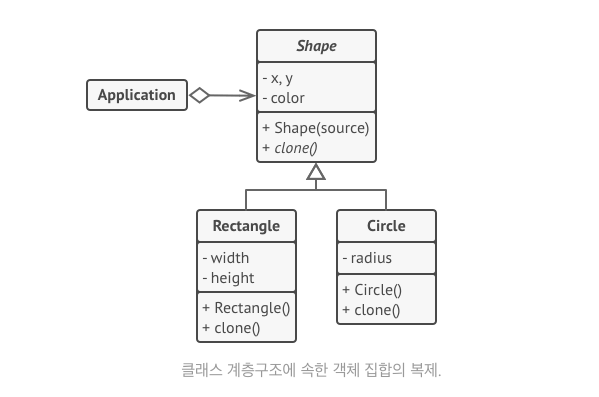 Shape
- x, y
- color
+ Shape(source)
+ clone()
Application
Rectangle
- width
- height
+ Rectangle()
+ clone()
Circle
- radius
+ Circle()
+ clone()
클래스 계층구조에 속한 객체 집합의 복제.